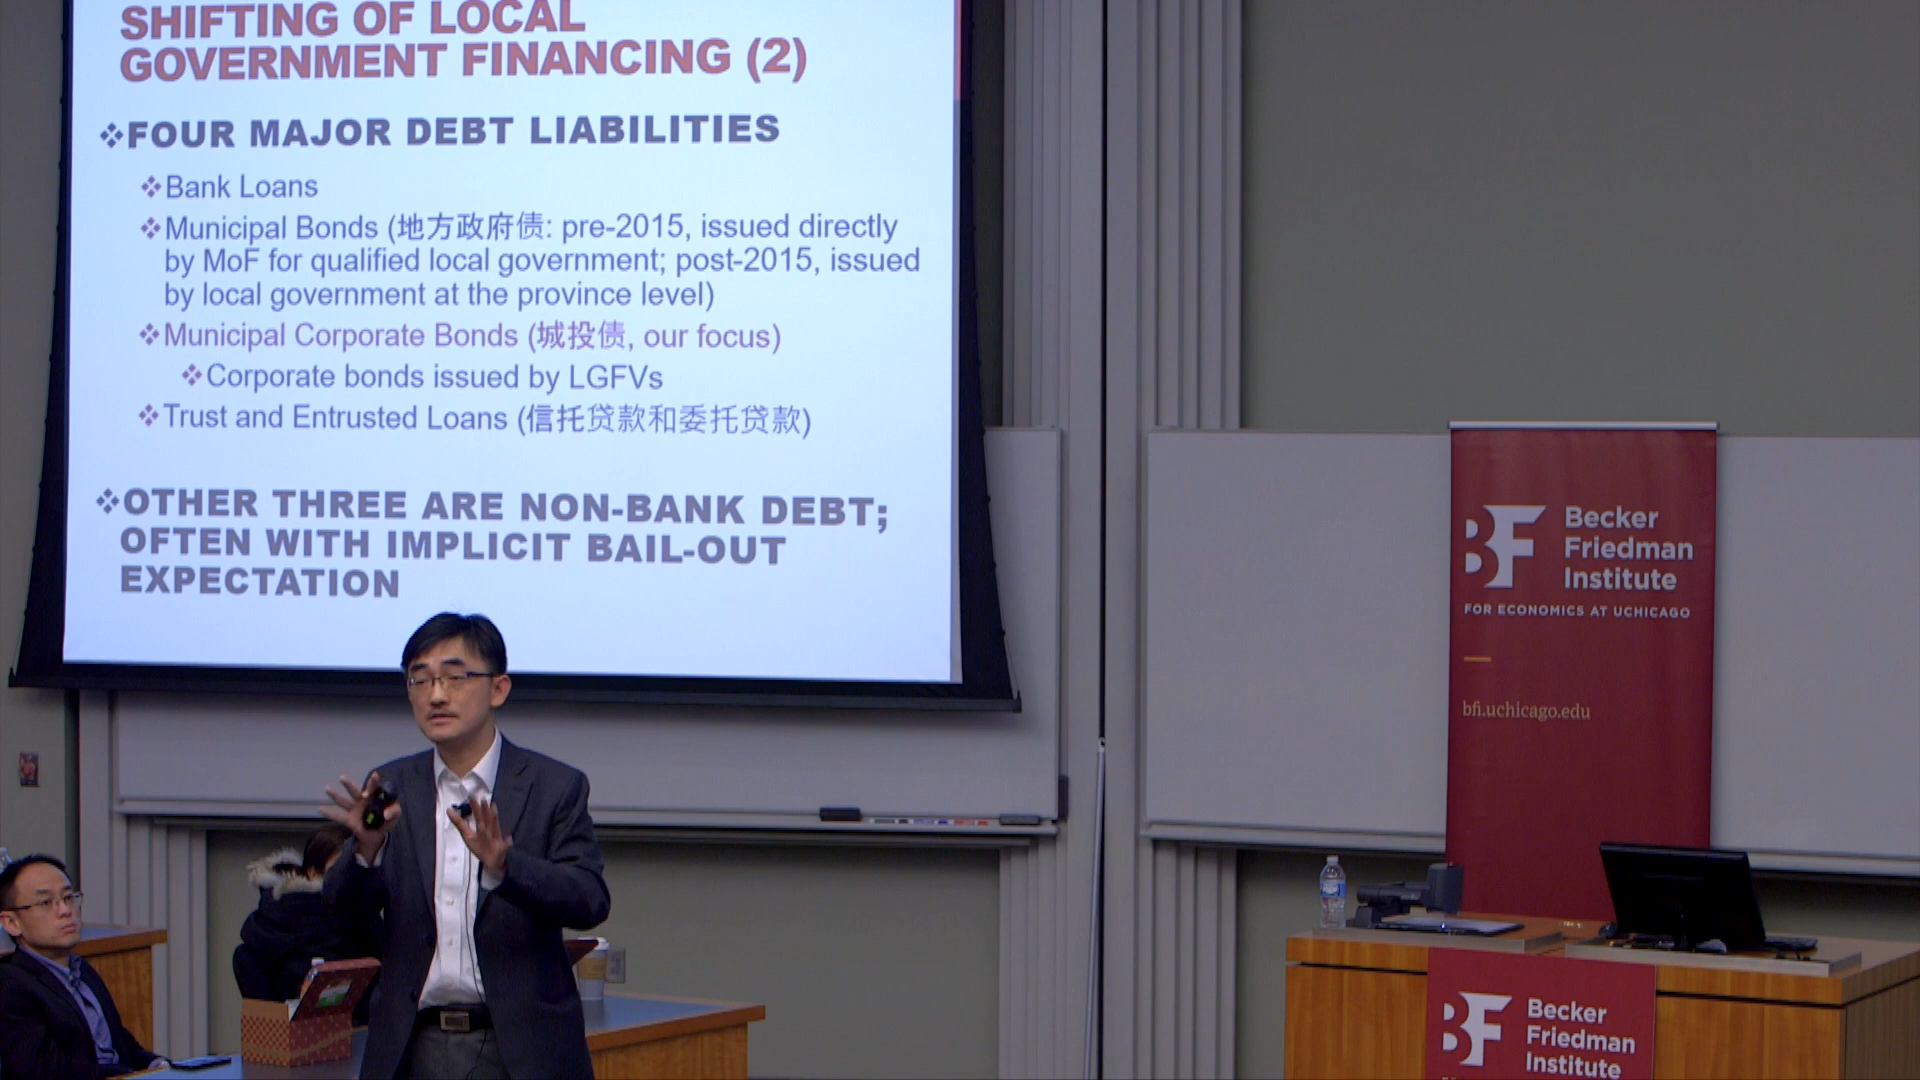 SHIFTING OF LOCAL
GOVERNMENT FINANCING (2)
❖FOUR MAJOR DEBT LIABILITIES
❖Bank Loans
❖Municipal Bonds (地方政府债: pre-2015, issued directly
by MoF for qualified local government; post-2015, issued
by local government at the province level)
❖Municipal Corporate Bonds (城投债, our focus)
❖Corporate bonds issued by LGFVs
❖Trust and Entrusted Loans (信托贷款和委托贷款)
❖OTHER THREE ARE NON-BANK DEBT;
OFTEN WITH IMPLICIT BAIL-OUT
EXPECTATION
BF
Becker
Friedman
Institute
FOR ECONOMICS AT UCHICAGO
bfi.uchicago.edu
BF
Becker
Friedman
Institute